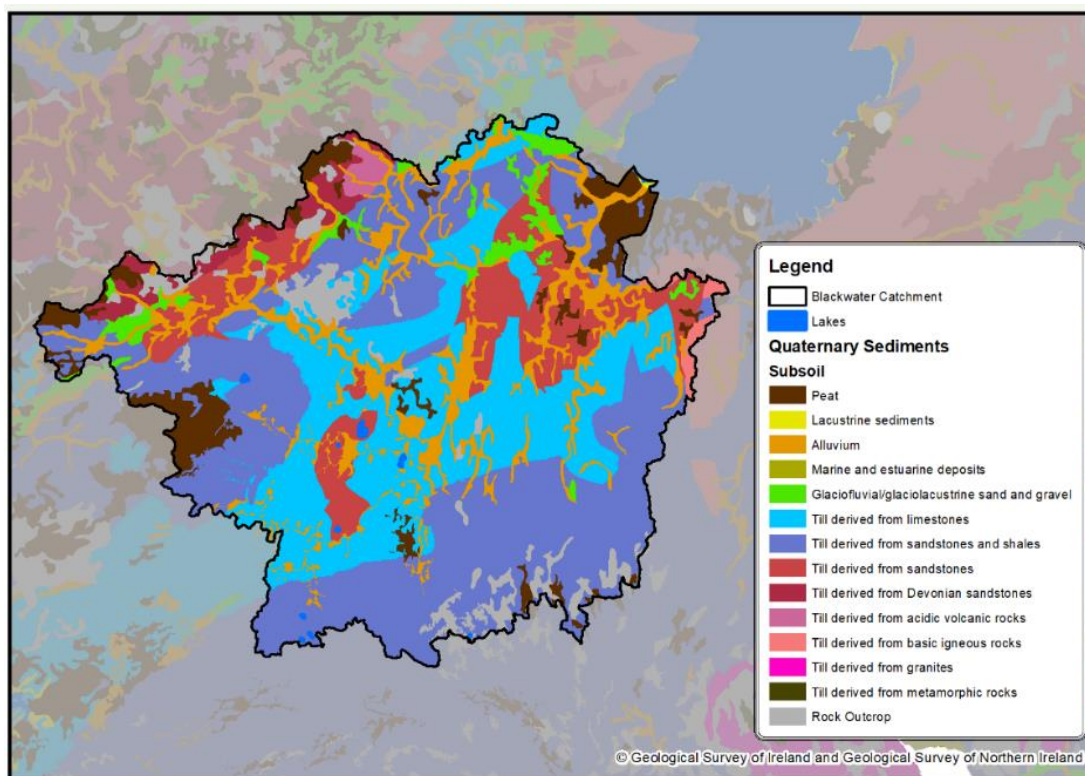 Legend
Blackwater Catchment
Lakes
Quaternary Sediments
Subsoil
Peat
Lacustrine sediments
Alluvium
Marine and estuarine deposits
Glaciofluvial/glaciolacustrine sand and gravel
Till derived from limestones
Till derived from sandstones and shales
Till derived from sandstones
Till derived from Devonian sandstones
Till derived from acidic volcanic rocks
Till derived from basic igneous rocks
Till derived from granites
Till derived from metamorphic rocks
Rock Outcrop
© Geological Survey of Ireland and Geological Survey of Northern Ireland